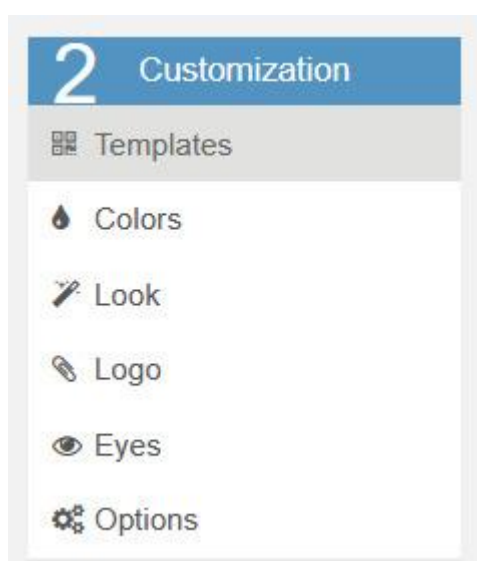 2 Customization
Templates
Colors
Look
Logo
Eyes
Options